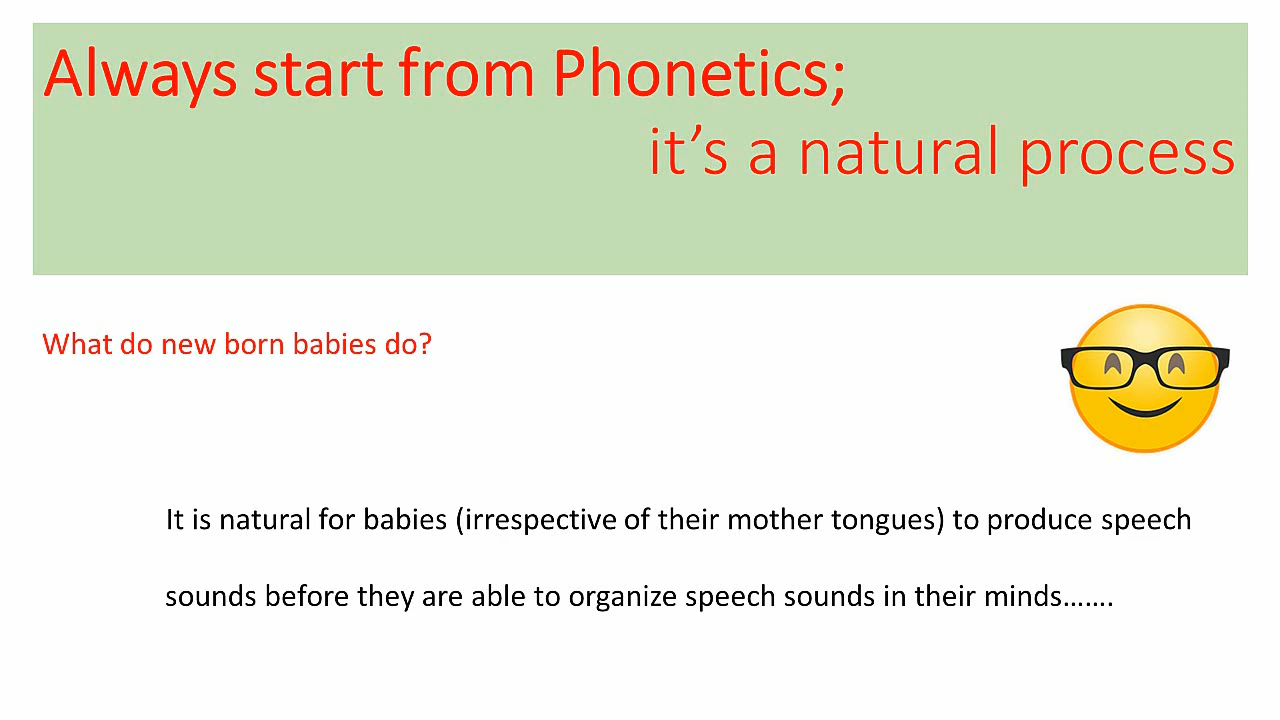 Always start from Phonetics;
it’s a natural process
What do new born babies do?
It is natural for babies (irrespective of their mother tongues) to produce speech
sounds before they are able to organize speech sounds in their minds…….